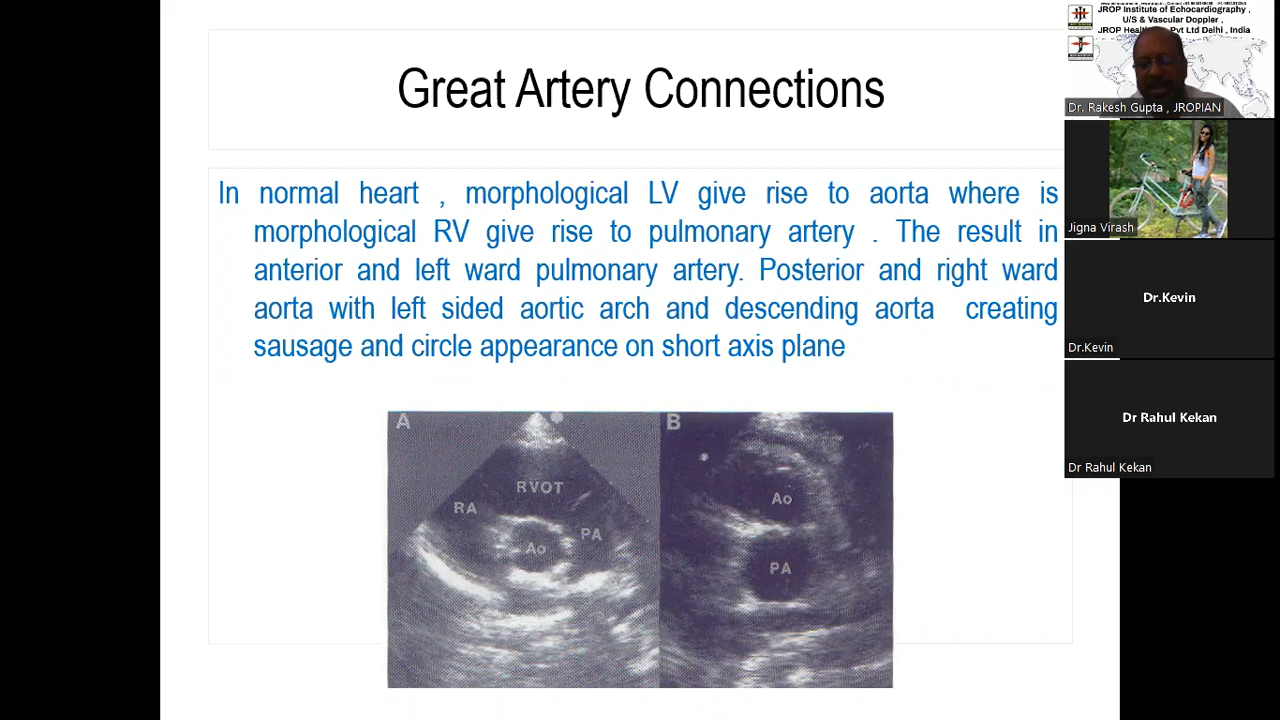 Great Artery Connections
In normal heart , morphological LV give rise to aorta where is
morphological RV give rise to pulmonary artery . The result in
anterior and left ward pulmonary artery. Posterior and right ward
aorta with left sided aortic arch and descending aorta creating
sausage and circle appearance on short axis plane
A
RVOT
RA
PA
Ao
B
Ao
PA
JROP Institute of Echocardiography ,
U/S & Vascular Doppler ,
JROP Pvt Ltd Delhi , India
Dr. Rakesh Gupta , JROPIAN
Jigna Virash
Dr.Kevin
Dr.Kevin
Dr Rahul Kekan
Dr Rahul Kekan